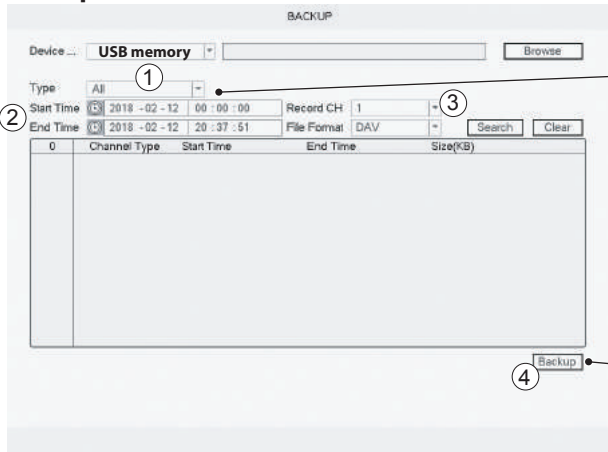 BACKUP
Device ... USB memory Browse
1
Type All
2 Start Time 2018 - 02 - 12 00 : 00 : 00 Record CH 1 3
End Time 2018 - 02 - 12 20 : 37 : 51 File Format DAV Search Clear
0 Channel Type Start Time End Time Size(KB)
Backup
4